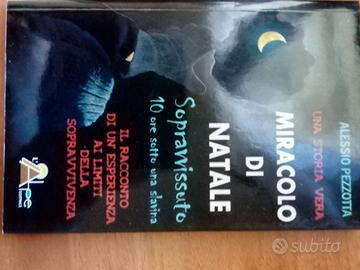 ALESSIO PEZZOTTA
UNA STORIA VERA
MIRACOLO
DI
NATALE
Sopravvissuto
10 ore sotto una slavina
IL RACCONTO
DI UN'ESPERIENZA
AI LIMITI
DELLA
SOPRAVVIVENZA
L'Alpe
subito